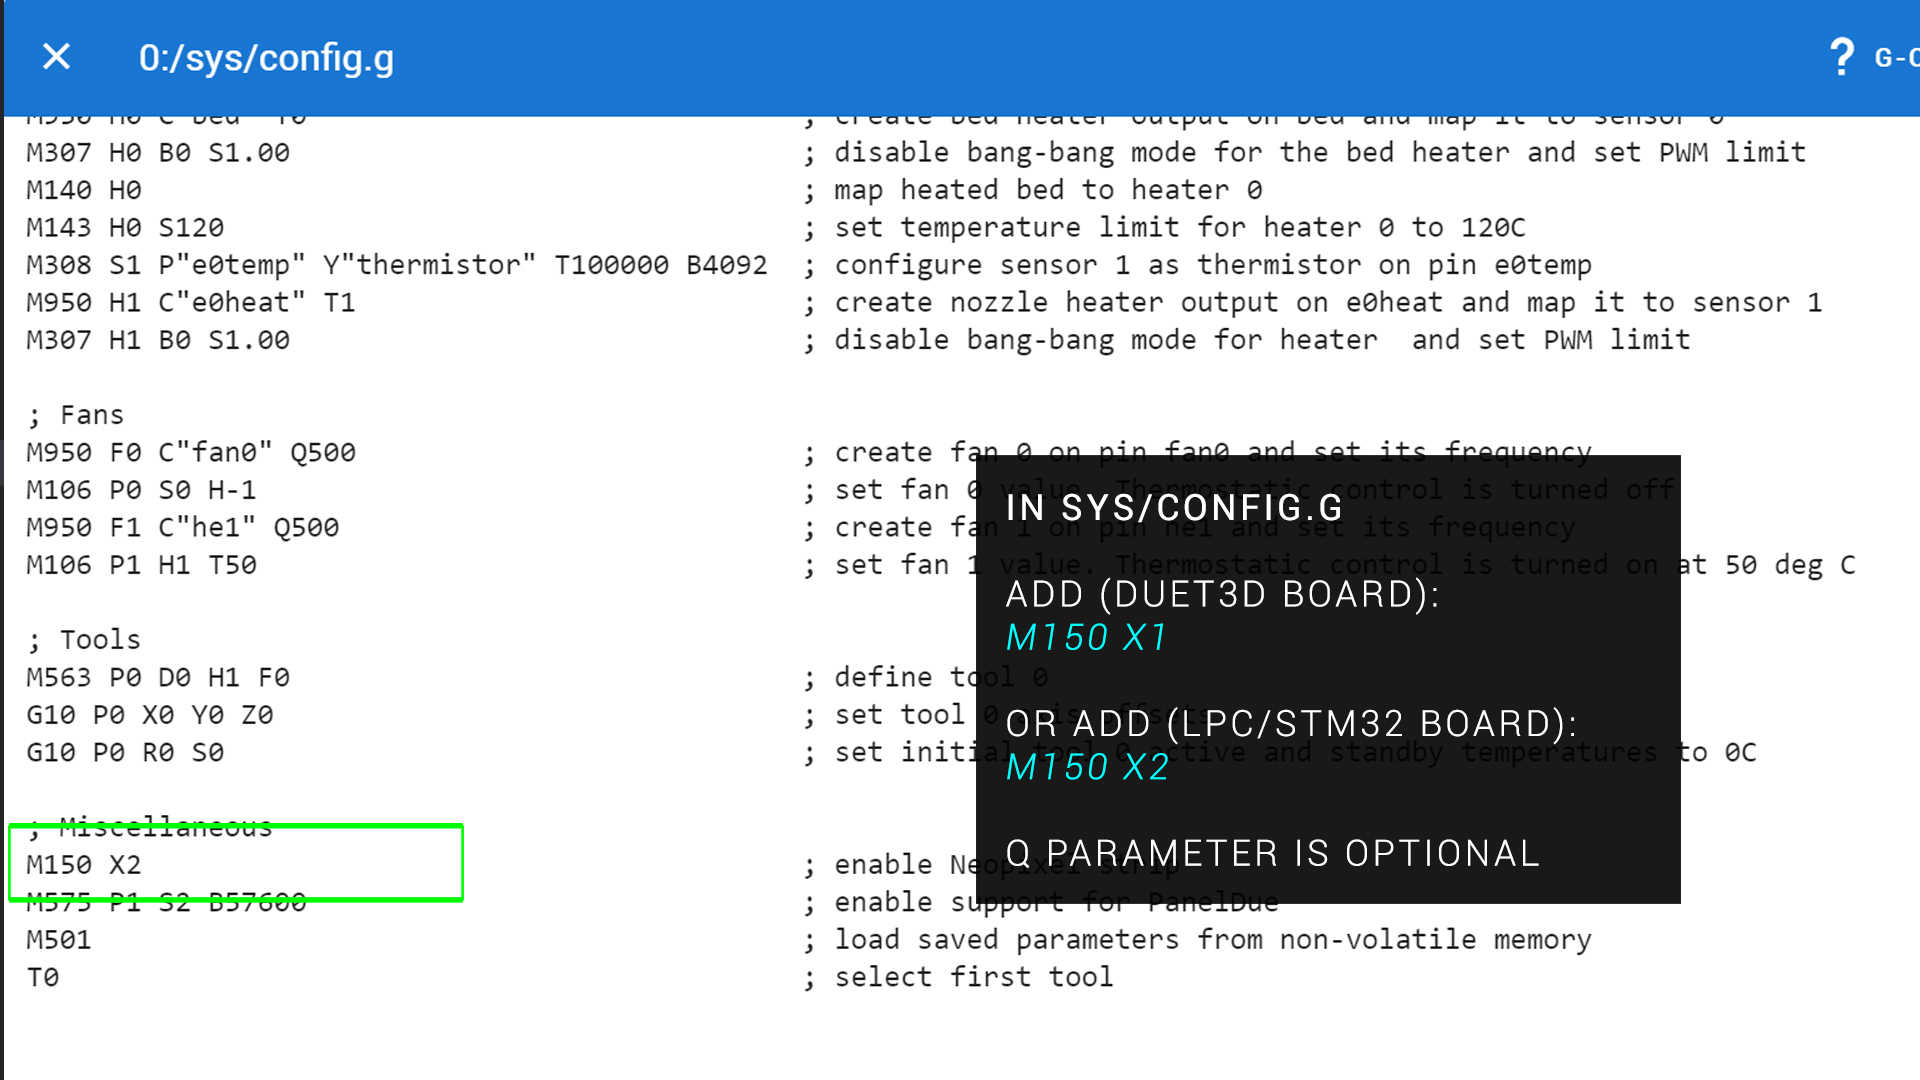 0:/sys/config.g
? G-C
M950 H0 C"bed" T0 ; create bed heater output on bed and map it to sensor 0
M307 H0 B0 S1.00 ; disable bang-bang mode for the bed heater and set PWM limit
M140 H0 ; map heated bed to heater 0
M143 H0 S120 ; set temperature limit for heater 0 to 120C
M308 S1 P"e0temp" Y"thermistor" T100000 B4092 ; configure sensor 1 as thermistor on pin e0temp
M950 H1 C"e0heat" T1 ; create nozzle heater output on e0heat and map it to sensor 1
M307 H1 B0 S1.00 ; disable bang-bang mode for heater  and set PWM limit
; Fans
M950 F0 C"fan0" Q500 ; create fan 0 on pin fan0 and set its frequency
M106 P0 S0 H-1 ; set fan 0 value. Thermostatic control is turned off
M950 F1 C"he1" Q500 ; create fan 1 on pin he1 and set its frequency
M106 P1 H1 T50 ; set fan 1 value. Thermostatic control is turned on at 50 deg C
; Tools
M563 P0 D0 H1 F0 ; define tool 0
G10 P0 X0 Y0 Z0 ; set tool 0 axis offsets
G10 P0 R0 S0 ; set initial tool 0 active and standby temperatures to 0C
; Miscellaneous
M150 X2 ; enable Neopixel strip
M575 P1 S2 B57600 ; enable support for PanelDue
M501 ; load saved parameters from non-volatile memory
T0 ; select first tool
IN SYS/CONFIG.G
ADD (DUET3D BOARD):
M150 X1
OR ADD (LPC/STM32 BOARD):
M150 X2
Q PARAMETER IS OPTIONAL